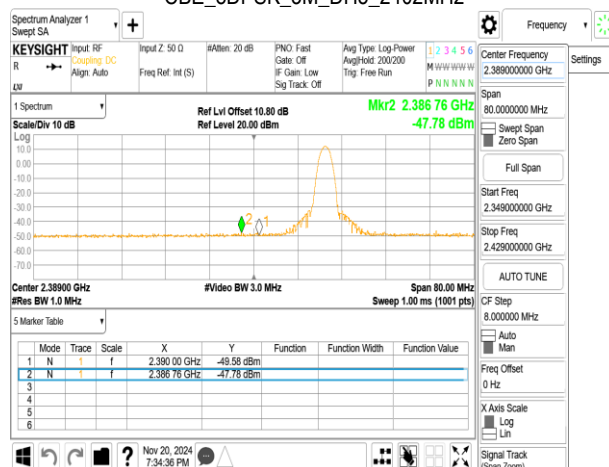 Spectrum Analyzer 1
Swept SA
Frequency
KEYSIGHT Input: RF Input Z: 50 Ω #Atten: 20 dB PNO: Fast Avg Type: Log-Power 1 2 3 4 5 6
R Coupling: DC Gate: Off Avg|Hold: 200/200 M W W W W W
Align: Auto Freq Ref: Int (S) IF Gain: Low Trig: Free Run
Sig Track: Off P N N N N N
Center Frequency
2.389000000 GHz
Settings
Span
80.0000000 MHz
Swept Span
Zero Span
Full Span
Start Freq
2.349000000 GHz
Stop Freq
2.429000000 GHz
AUTO TUNE
CF Step
8.000000 MHz
Auto
Man
Freq Offset
0 Hz
X Axis Scale
Log
Lin
Signal Track
(Span Zoom)
1 Spectrum
Scale/Div 10 dB
Ref Lvl Offset 10.80 dB
Ref Level 20.00 dBm
Mkr2 2.386 76 GHz
-47.78 dBm
Log
10.0
0.00
-10.0
-20.0
-30.0
-40.0
-50.0
-60.0
-70.0
2 1
Center 2.38900 GHz #Video BW 3.0 MHz Span 80.00 MHz
#Res BW 1.0 MHz Sweep 1.00 ms (1001 pts)
5 Marker Table
Mode Trace Scale X Y Function Function Width Function Value
1 N 1 f 2.390 00 GHz -49.58 dBm
2 N 1 f 2.386 76 GHz -47.78 dBm
3
4
5
6
?
Nov 20, 2024
7:34:36 PM